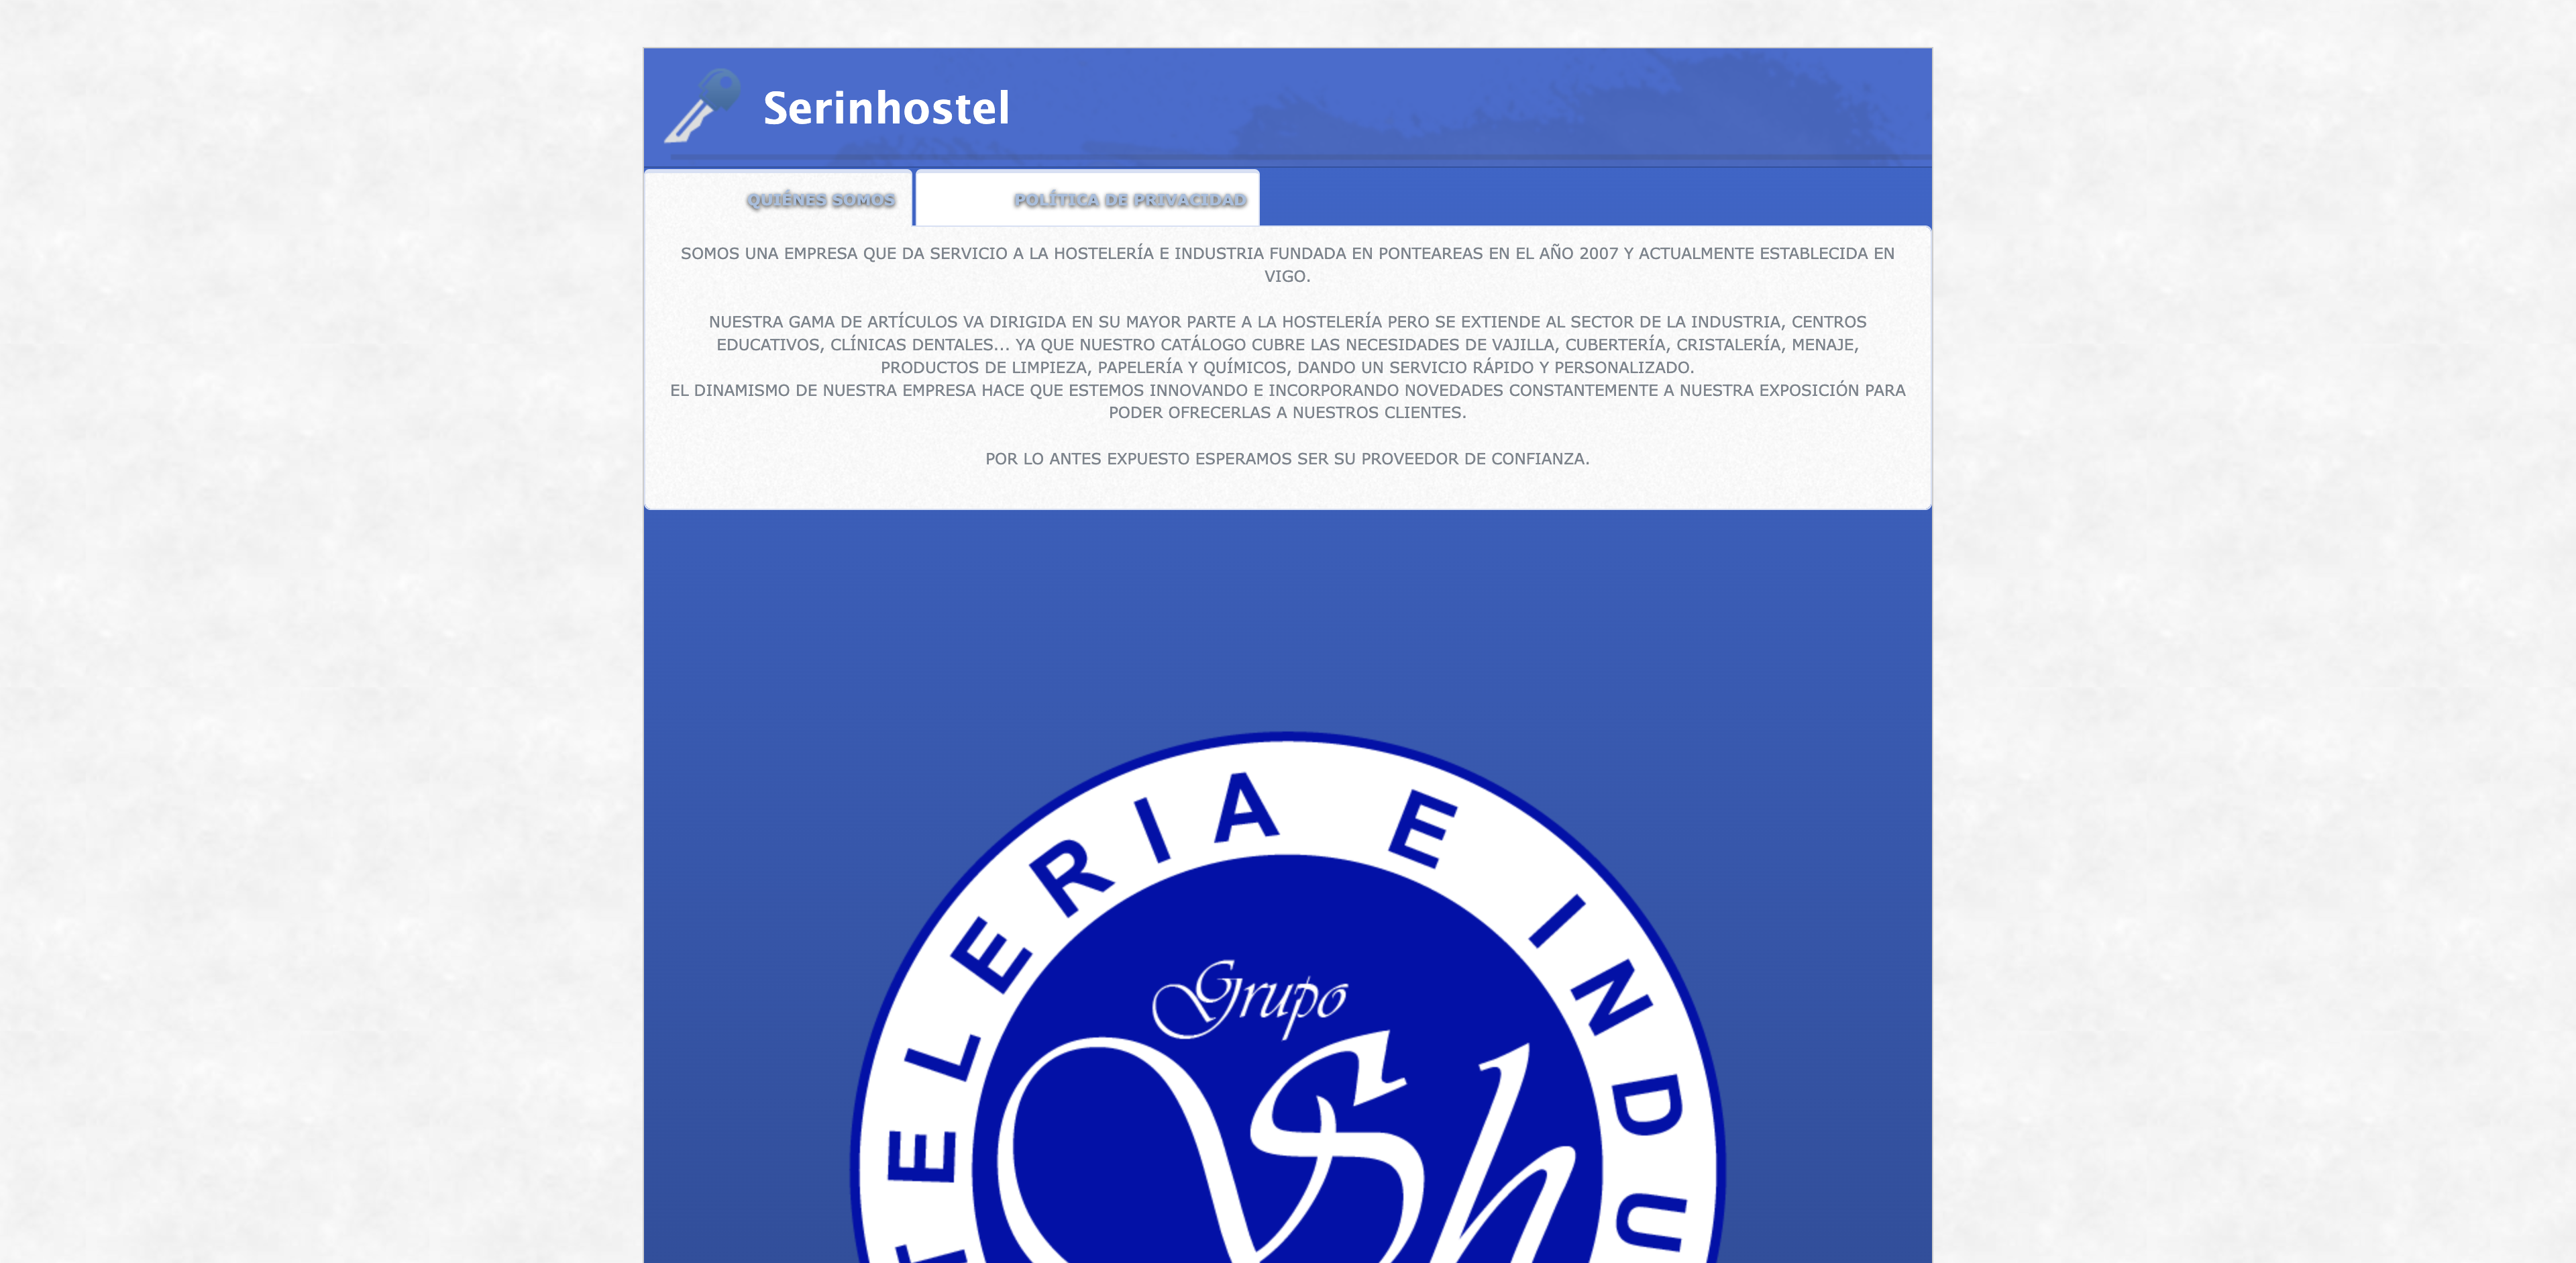 Serinhostel
QUIÉNES SOMOS
POLÍTICA DE PRIVACIDAD
SOMOS UNA EMPRESA QUE DA SERVICIO A LA HOSTELERÍA E INDUSTRIA FUNDADA EN PONTEAREAS EN EL AÑO 2007 Y ACTUALMENTE ESTABLECIDA EN
VIGO.
NUESTRA GAMA DE ARTÍCULOS VA DIRIGIDA EN SU MAYOR PARTE A LA HOSTELERÍA PERO SE EXTIENDE AL SECTOR DE LA INDUSTRIA, CENTROS
EDUCATIVOS, CLÍNICAS DENTALES... YA QUE NUESTRO CATÁLOGO CUBRE LAS NECESIDADES DE VAJILLA, CUBERTERÍA, CRISTALERÍA, MENAJE,
PRODUCTOS DE LIMPIEZA, PAPELERÍA Y QUÍMICOS, DANDO UN SERVICIO RÁPIDO Y PERSONALIZADO.
EL DINAMISMO DE NUESTRA EMPRESA HACE QUE ESTEMOS INNOVANDO E INCORPORANDO NOVEDADES CONSTANTEMENTE A NUESTRA EXPOSICIÓN PARA
PODER OFRECERLAS A NUESTROS CLIENTES.
POR LO ANTES EXPUESTO ESPERAMOS SER SU PROVEEDOR DE CONFIANZA.
TELERIA E INDU
Grupo
Sh